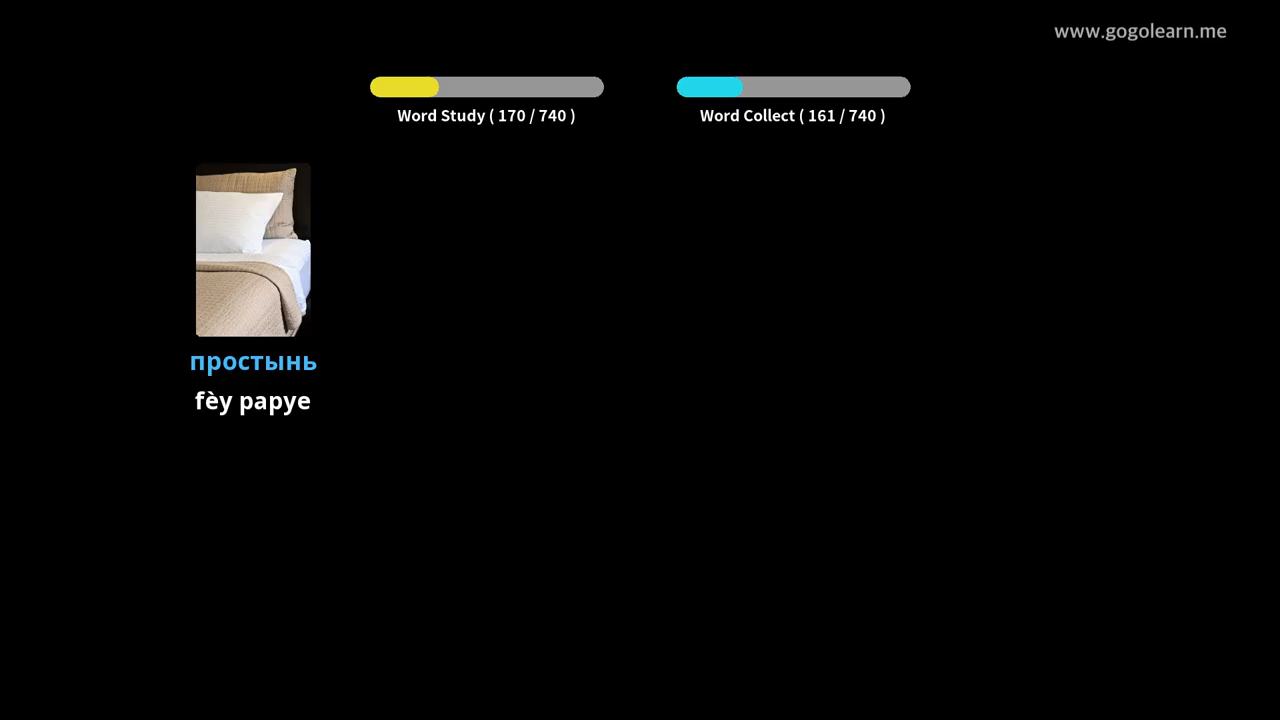 www.gogolearn.me
Word Study ( 170 / 740 )
Word Collect ( 161 / 740 )
простынь
fèy papye